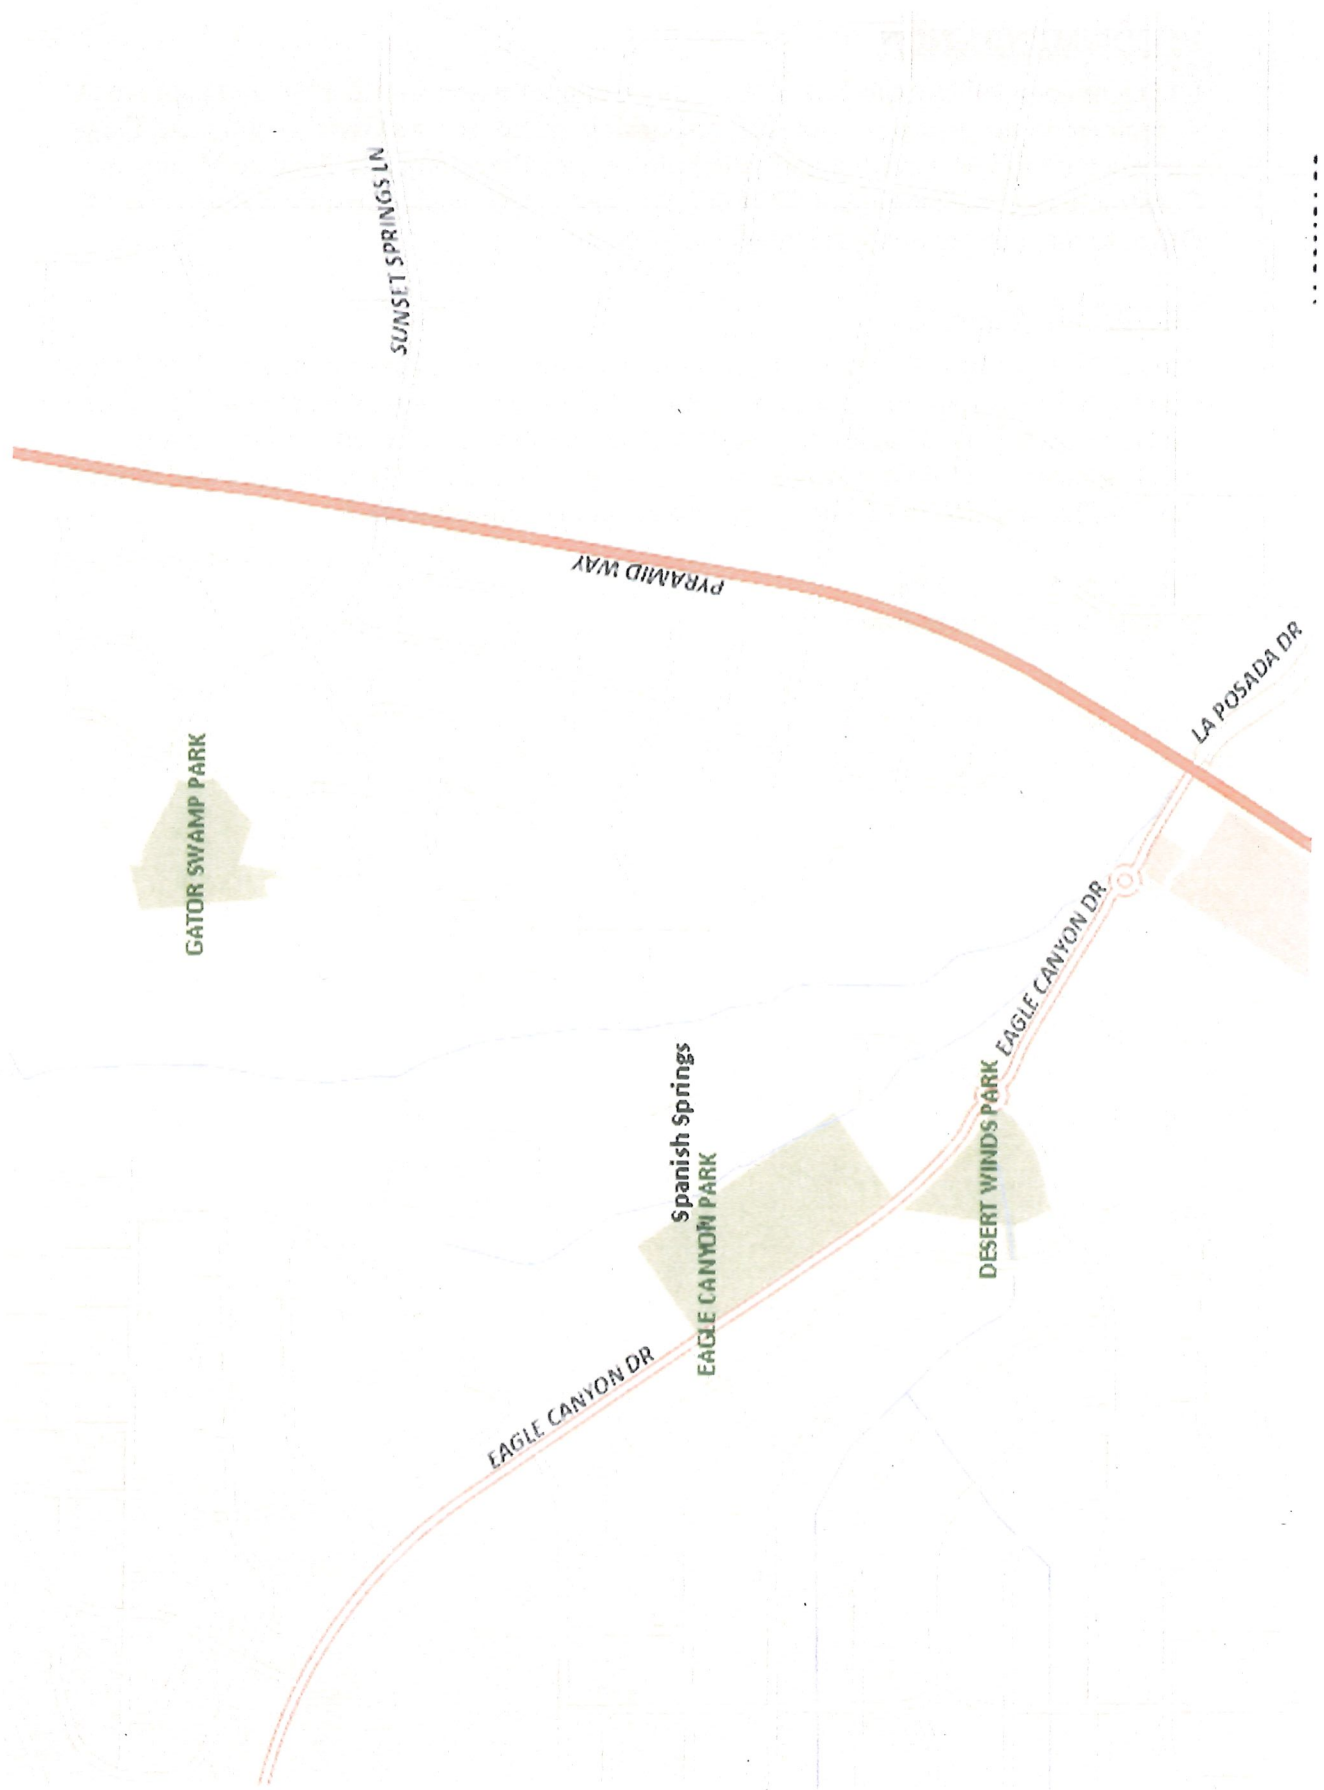 SUNSET SPRINGS LN
PYRAMID WAY
LA POSADA DR
GATOR SWAMP PARK
EAGLE CANYON DR
Spanish Springs
EAGLE CANYON PARK
DESERT WINDS PARK
EAGLE CANYON DR